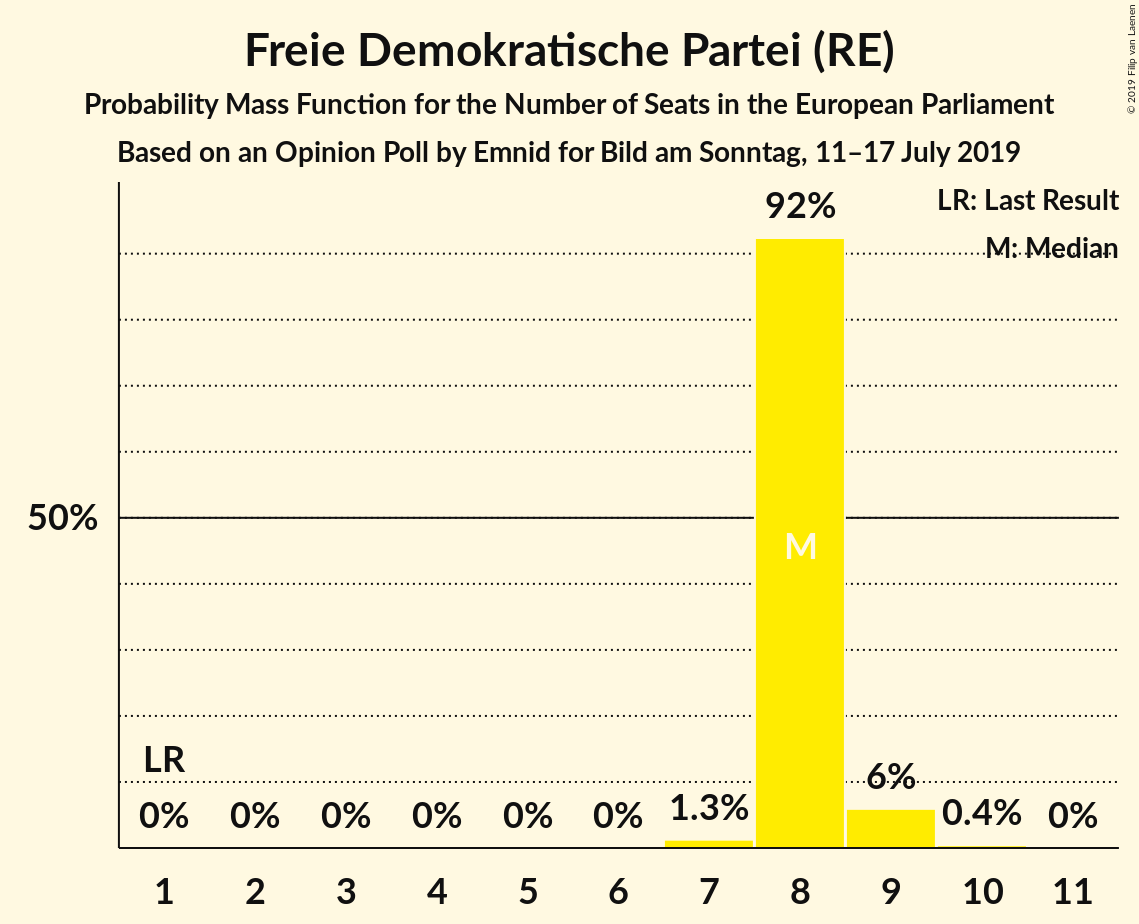 Freie Demokratische Partei (RE)
Probability Mass Function for the Number of Seats in the European Parliament
Based on an Opinion Poll by Emnid for Bild am Sonntag, 11–17 July 2019
© 2019 Filip van Laenen
LR: Last Result
M: Median
92%
50%
M
LR
0% 0% 0% 0% 0% 0% 1.3% 6% 0.4% 0%
1 2 3 4 5 6 7 8 9 10 11